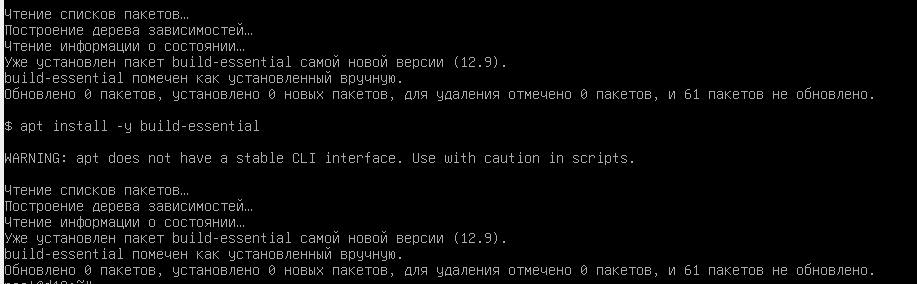 Чтение списков пакетов…
Построение дерева зависимостей…
Чтение информации о состоянии…
Уже установлен пакет build-essential самой новой версии (12.9).
build-essential помечен как установленный вручную.
Обновлено 0 пакетов, установлено 0 новых пакетов, для удаления отмечено 0 пакетов, и 61 пакетов не обновлено.
$ apt install -y build-essential
WARNING: apt does not have a stable CLI interface. Use with caution in scripts.
Чтение списков пакетов…
Построение дерева зависимостей…
Чтение информации о состоянии…
Уже установлен пакет build-essential самой новой версии (12.9).
build-essential помечен как установленный вручную.
Обновлено 0 пакетов, установлено 0 новых пакетов, для удаления отмечено 0 пакетов, и 61 пакетов не обновлено.